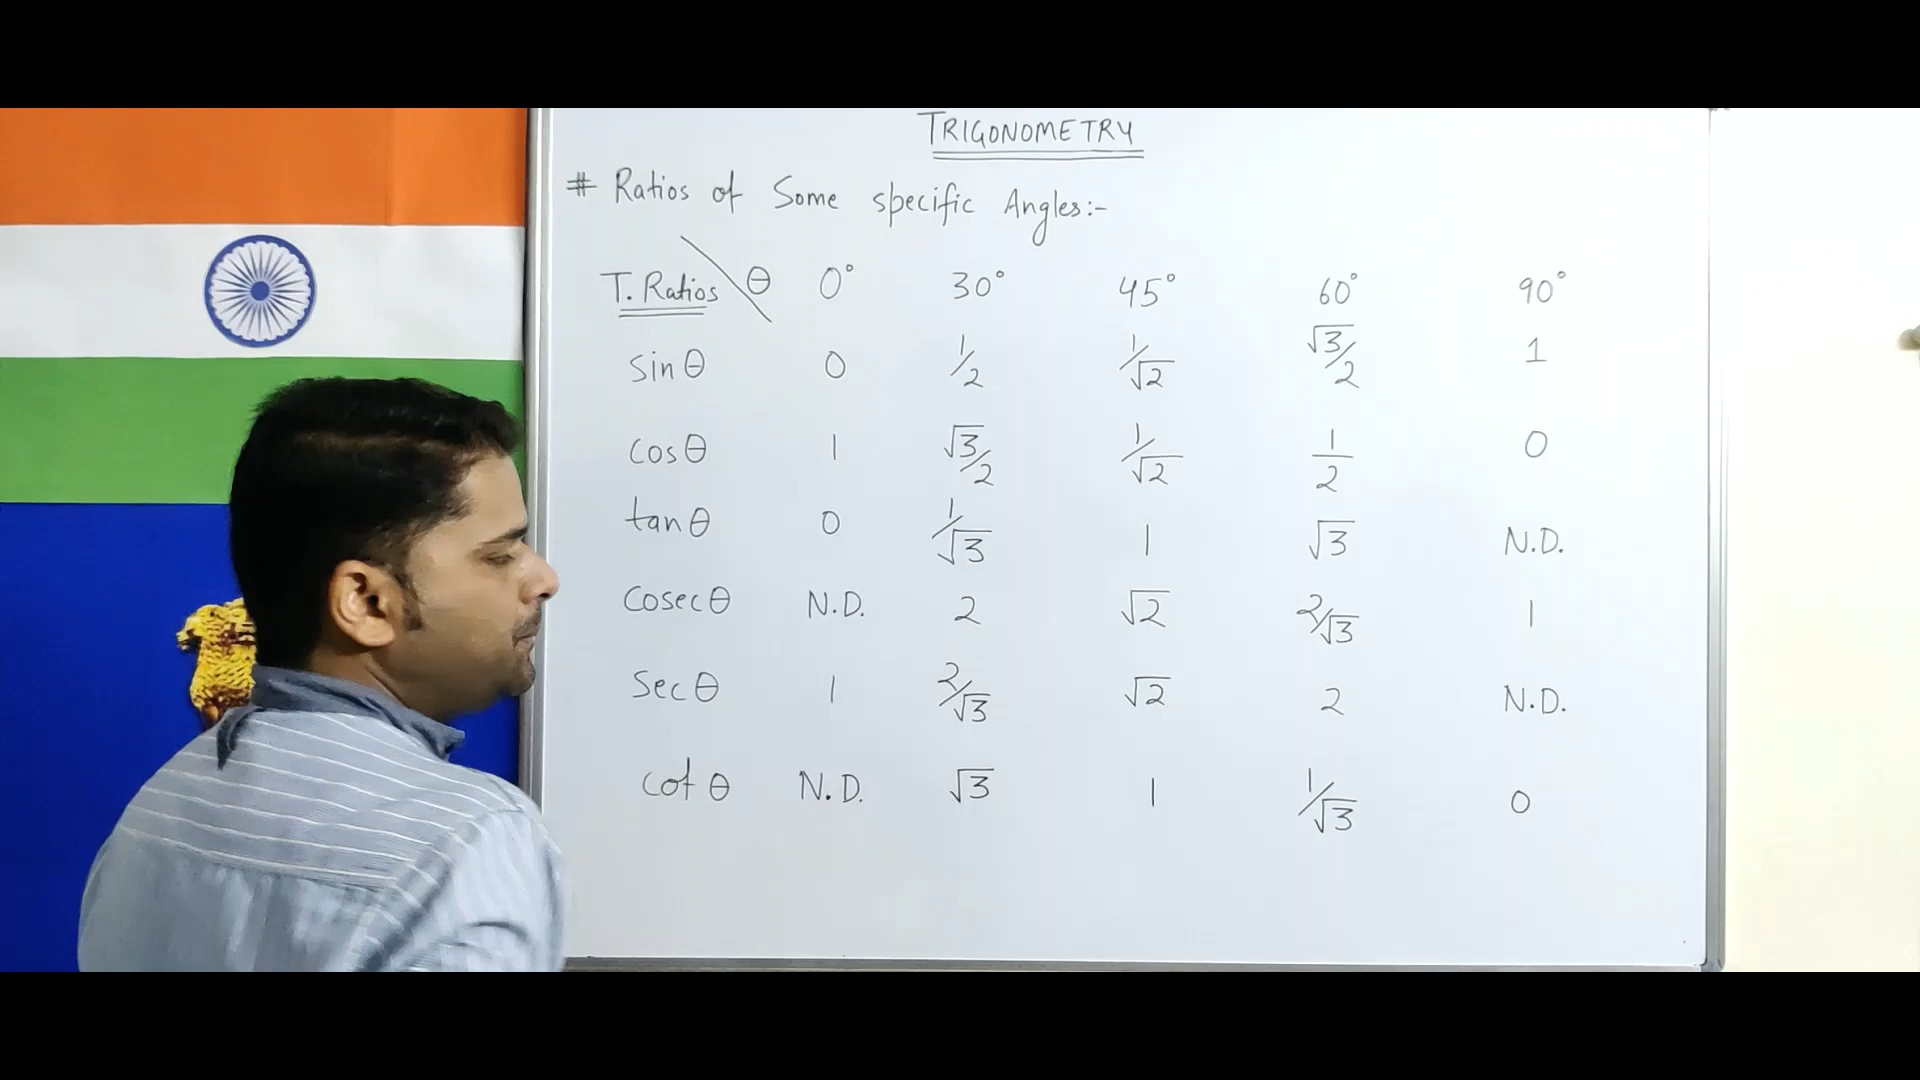 TRIGONOMETRY
# Ratios of Some specific Angles:-
T. Ratios \ θ 0° 30° 45° 60° 90°
sin θ 0 1/2 1/√2 √3/2 1
cos θ 1 √3/2 1/√2 1/2 0
tan θ 0 1/√3 1 √3 N.D.
Cosec θ N.D. 2 √2 2/√3 1
Sec θ 1 2/√3 √2 2 N.D.
cot θ N.D. √3 1 1/√3 0